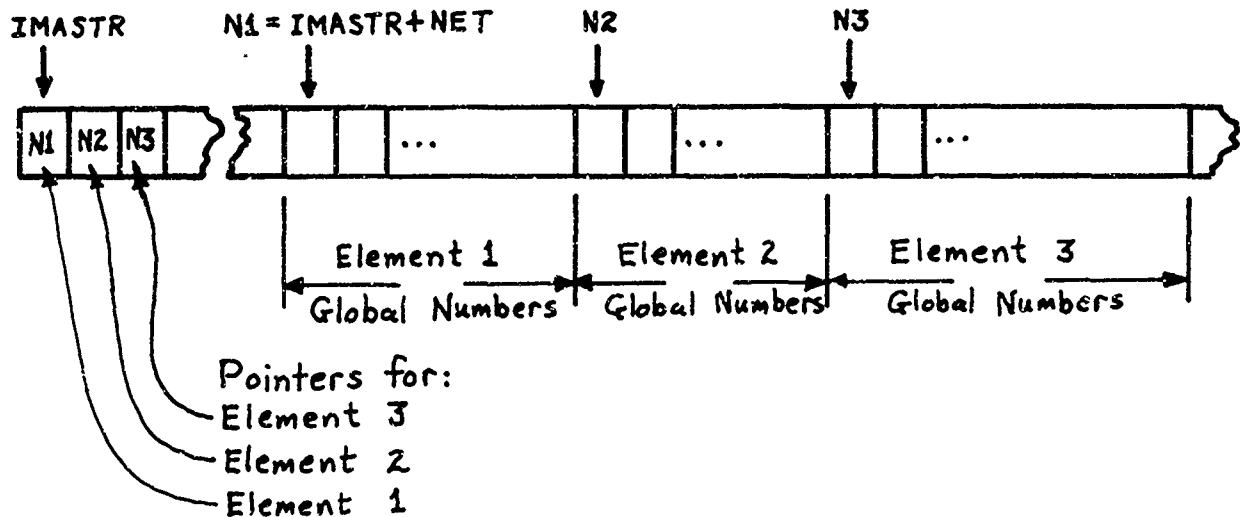 IMASTR N1=IMASTR+NET N2 N3
N1 N2 N3 ... ... ...
Element 1 Element 2 Element 3
Global Numbers Global Numbers Global Numbers
Pointers for:
Element 3
Element 2
Element 1